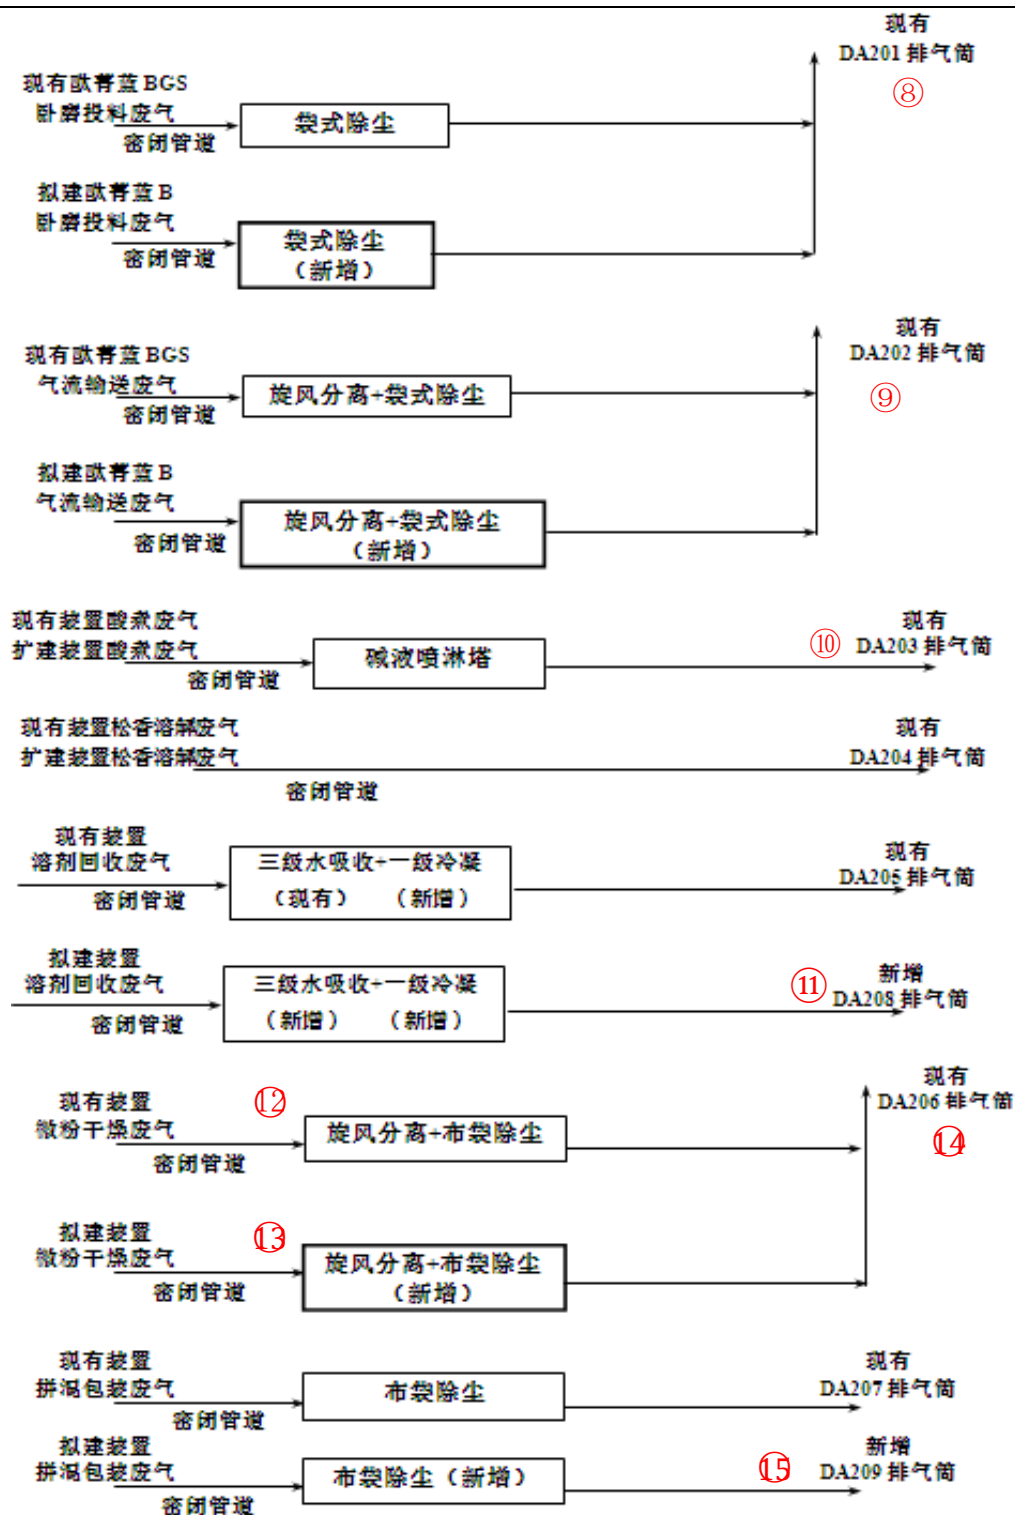 现有
DA201 排气筒
⑧
现有酞菁蓝 BGS
卧磨投料废气
密闭管道
袋式除尘
拟建酞菁蓝 B
卧磨投料废气
密闭管道
袋式除尘
（新增）
现有
DA202 排气筒
⑨
现有酞菁蓝 BGS
气流输送废气
密闭管道
旋风分离+袋式除尘
拟建酞菁蓝 B
气流输送废气
密闭管道
旋风分离+袋式除尘
（新增）
现有装置酸煮废气
扩建装置酸煮废气
密闭管道
碱液喷淋塔
⑩
现有
DA203 排气筒
现有装置松香溶解废气
扩建装置松香溶解废气
密闭管道
现有
DA204 排气筒
现有装置
溶剂回收废气
密闭管道
三级水吸收+一级冷凝
（现有） （新增）
现有
DA205 排气筒
拟建装置
溶剂回收废气
密闭管道
三级水吸收+一级冷凝
（新增） （新增）
⑪
新增
DA208 排气筒
现有
DA206 排气筒
⑭
现有装置
微粉干燥废气
密闭管道
⑫
旋风分离+布袋除尘
拟建装置
微粉干燥废气
密闭管道
⑬
旋风分离+布袋除尘
（新增）
现有装置
拼混包装废气
密闭管道
布袋除尘
现有
DA207 排气筒
拟建装置
拼混包装废气
密闭管道
布袋除尘（新增）
⑮
新增
DA209 排气筒